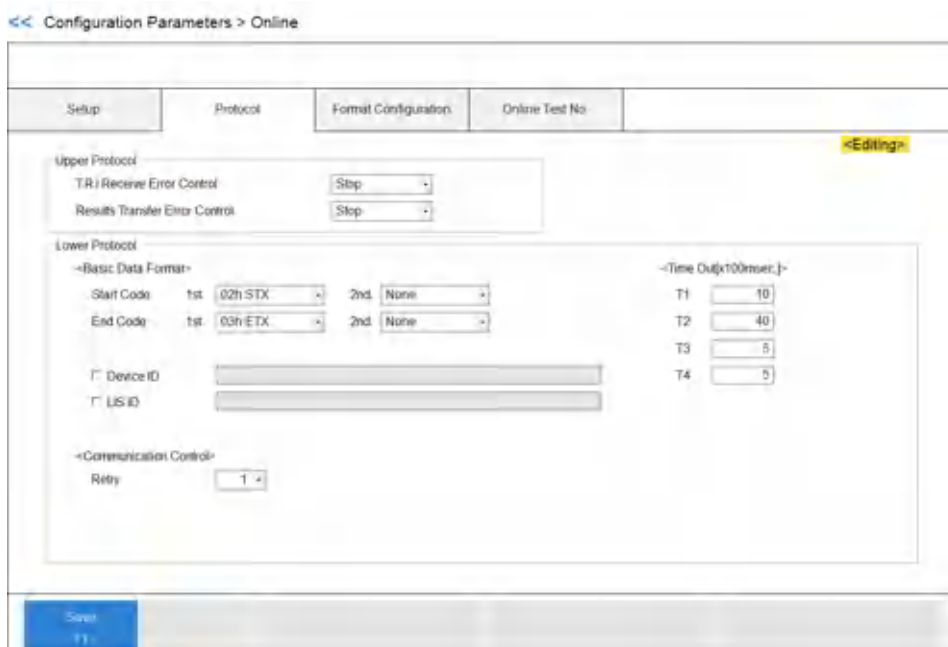 << Configuration Parameters > Online
Setup Protocol Format Configuration Online Test No
<Editing>
Upper Protocol
T.R.I Receive Error Control Stop
Results Transfer Error Control Stop
Lower Protocol
<Basic Data Format> <Time Out[x100msec.]>
Start Code 1st. 02h STX 2nd. None T1 10
End Code 1st. 03h ETX 2nd. None T2 40
T3 5
Device ID T4 5
LIS ID
<Communication Control>
Retry 1
Save